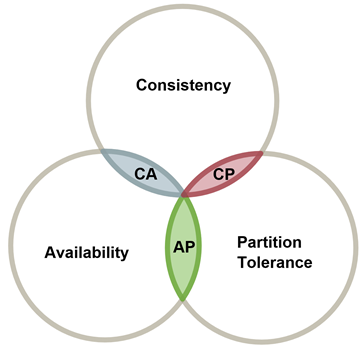 Consistency
CA
CP
Availability
AP
Partition
Tolerance